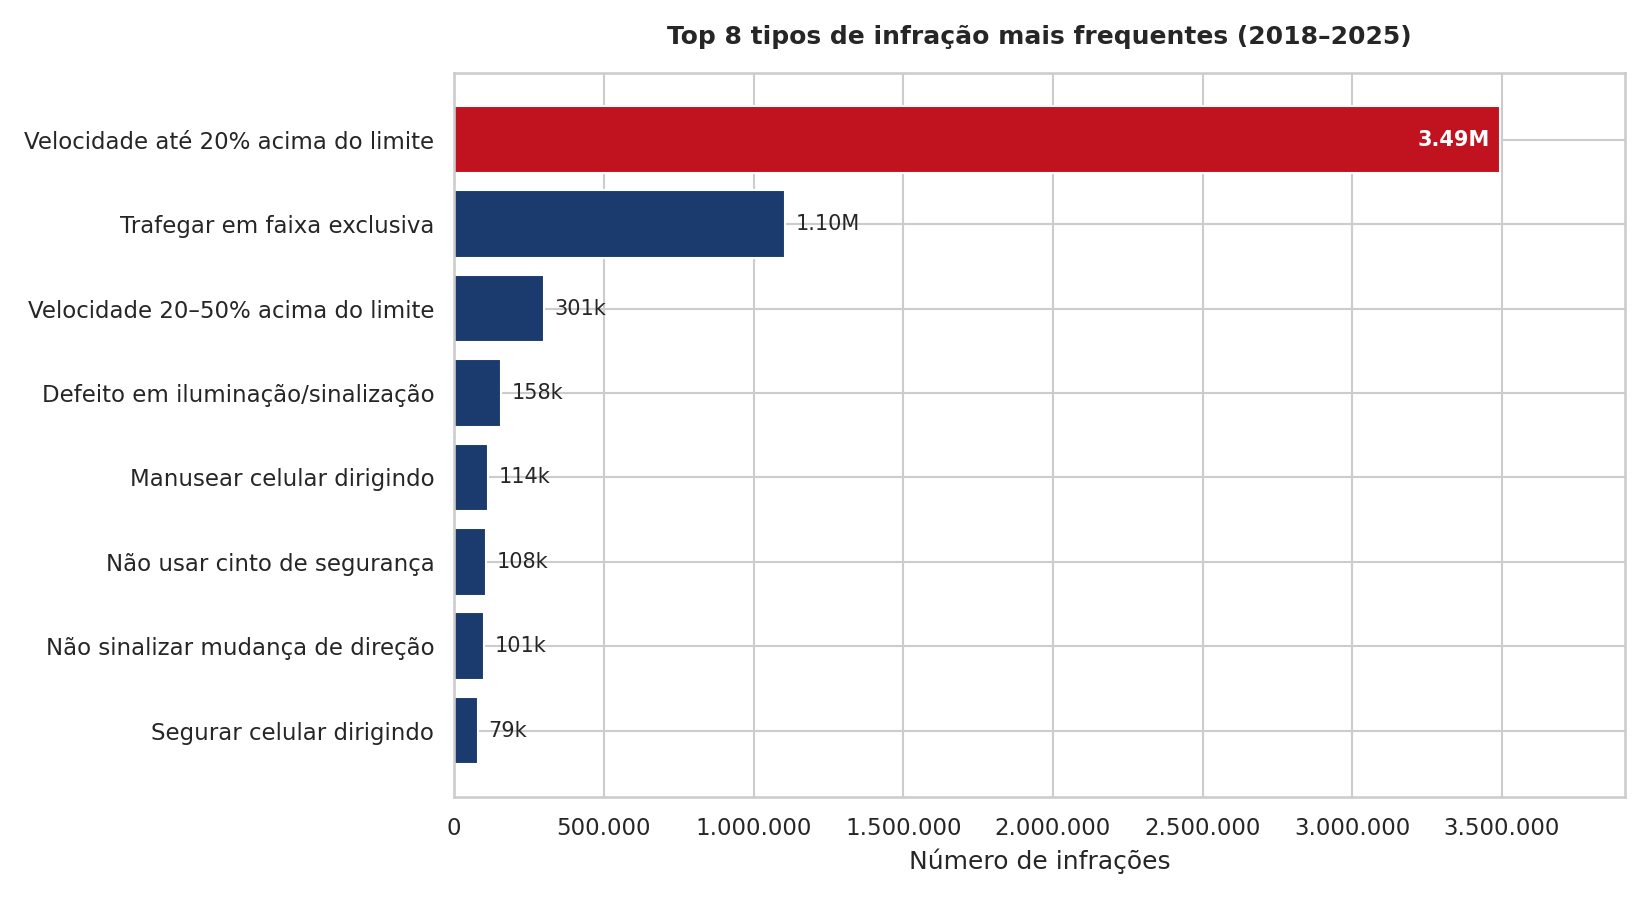 Top 8 tipos de infração mais frequentes (2018–2025)
Velocidade até 20% acima do limite
3.49M
Trafegar em faixa exclusiva
1.10M
Velocidade 20–50% acima do limite
301k
Defeito em iluminação/sinalização
158k
Manusear celular dirigindo
114k
Não usar cinto de segurança
108k
Não sinalizar mudança de direção
101k
Segurar celular dirigindo
79k
0 500.000 1.000.000 1.500.000 2.000.000 2.500.000 3.000.000 3.500.000
Número de infrações